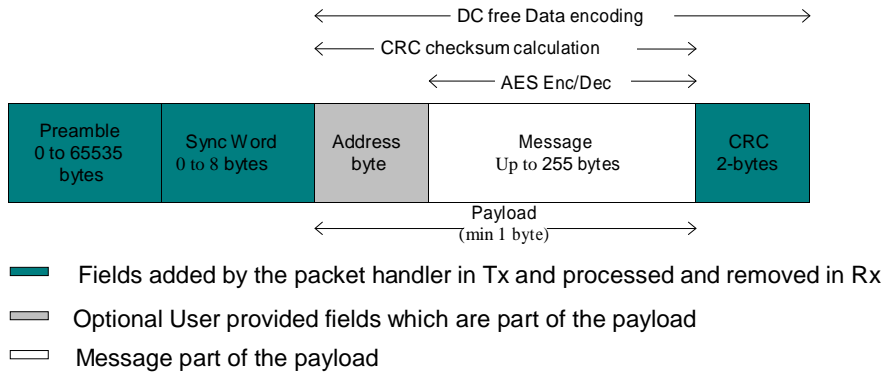 DC free Data encoding
CRC checksum calculation
AES Enc/Dec
Preamble
0 to 65535
bytes
Sync Word
0 to 8 bytes
Address
byte
Message
Up to 255 bytes
CRC
2-bytes
Payload
(min 1 byte)
Fields added by the packet handler in Tx and processed and removed in Rx
Optional User provided fields which are part of the payload
Message part of the payload